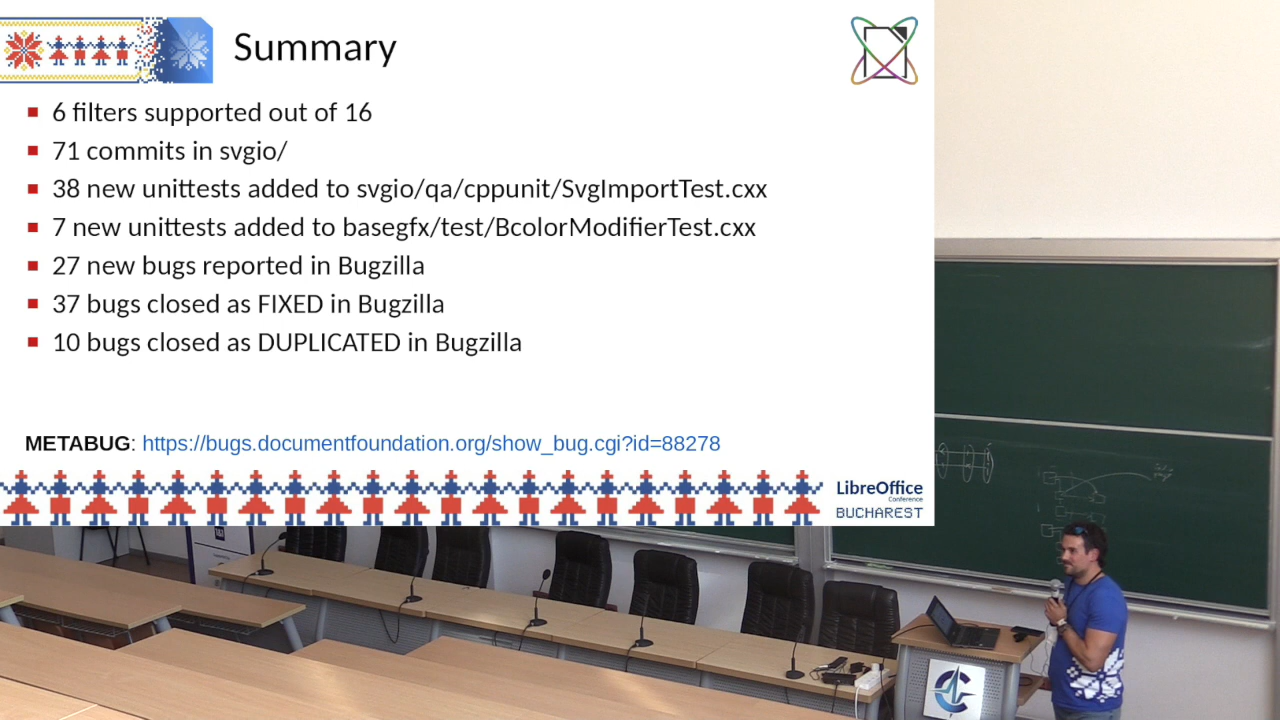 Summary
6 filters supported out of 16
71 commits in svgio/
38 new unittests added to svgio/qa/cppunit/SvgImportTest.cxx
7 new unittests added to basegfx/test/BcolorModifierTest.cxx
27 new bugs reported in Bugzilla
37 bugs closed as FIXED in Bugzilla
10 bugs closed as DUPLICATED in Bugzilla
METABUG: https://bugs.documentfoundation.org/show_bug.cgi?id=88278
LibreOffice
Conference
BUCHAREST